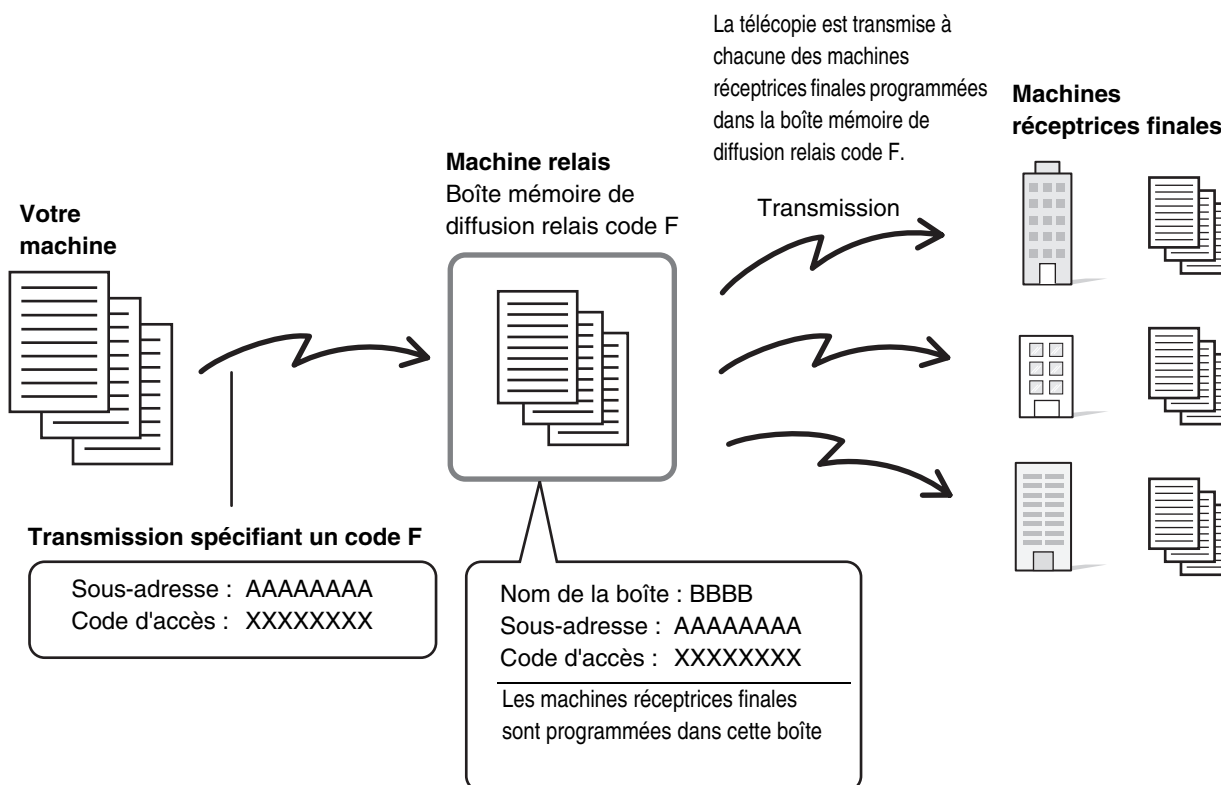 La télécopie est transmise à
chacune des machines
réceptrices finales programmées
dans la boîte mémoire de
diffusion relais code F.
Machines
réceptrices finales
Machine relais
Boîte mémoire de
diffusion relais code F
Transmission
Votre
machine
Transmission spécifiant un code F
Sous-adresse : AAAAAAAA
Code d'accès : XXXXXXXX
Nom de la boîte : BBBB
Sous-adresse : AAAAAAAA
Code d'accès : XXXXXXXX
Les machines réceptrices finales
sont programmées dans cette boîte